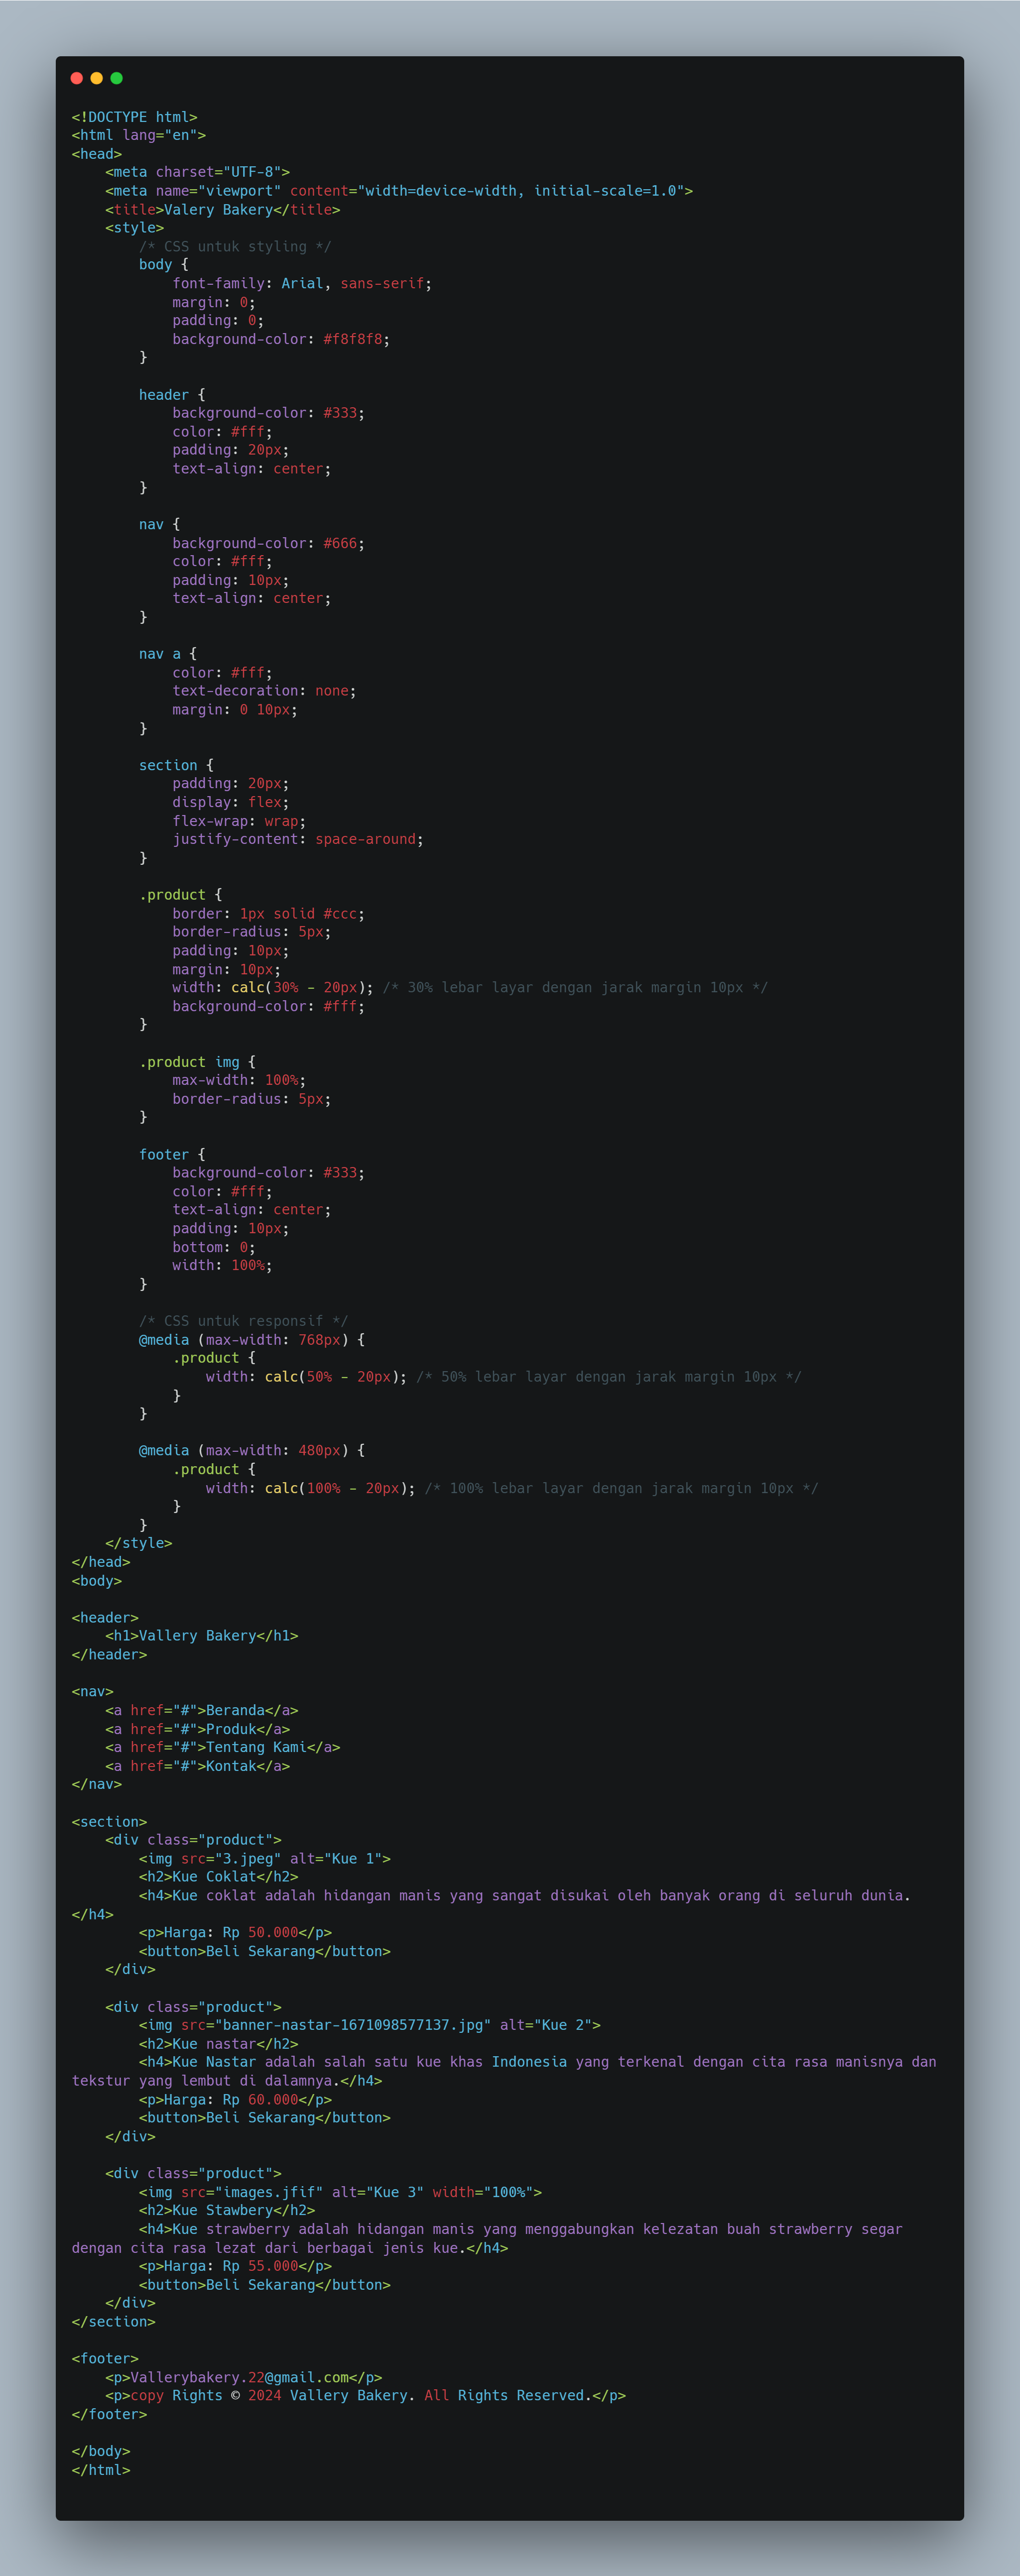 <!DOCTYPE html>
<html lang="en">
<head>
    <meta charset="UTF-8">
    <meta name="viewport" content="width=device-width, initial-scale=1.0">
    <title>Valery Bakery</title>
    <style>
        /* CSS untuk styling */
        body {
            font-family: Arial, sans-serif;
            margin: 0;
            padding: 0;
            background-color: #f8f8f8;
        }

        header {
            background-color: #333;
            color: #fff;
            padding: 20px;
            text-align: center;
        }

        nav {
            background-color: #666;
            color: #fff;
            padding: 10px;
            text-align: center;
        }

        nav a {
            color: #fff;
            text-decoration: none;
            margin: 0 10px;
        }

        section {
            padding: 20px;
            display: flex;
            flex-wrap: wrap;
            justify-content: space-around;
        }

        .product {
            border: 1px solid #ccc;
            border-radius: 5px;
            padding: 10px;
            margin: 10px;
            width: calc(30% - 20px); /* 30% lebar layar dengan jarak margin 10px */
            background-color: #fff;
        }

        .product img {
            max-width: 100%;
            border-radius: 5px;
        }

        footer {
            background-color: #333;
            color: #fff;
            text-align: center;
            padding: 10px;
            bottom: 0;
            width: 100%;
        }

        /* CSS untuk responsif */
        @media (max-width: 768px) {
            .product {
                width: calc(50% - 20px); /* 50% lebar layar dengan jarak margin 10px */
            }
        }

        @media (max-width: 480px) {
            .product {
                width: calc(100% - 20px); /* 100% lebar layar dengan jarak margin 10px */
            }
        }
    </style>
</head>
<body>

<header>
    <h1>Vallery Bakery</h1>
</header>

<nav>
    <a href="#">Beranda</a>
    <a href="#">Produk</a>
    <a href="#">Tentang Kami</a>
    <a href="#">Kontak</a>
</nav>

<section>
    <div class="product">
        <img src="3.jpeg" alt="Kue 1">
        <h2>Kue Coklat</h2>
        <h4>Kue coklat adalah hidangan manis yang sangat disukai oleh banyak orang di seluruh dunia.
</h4>
        <p>Harga: Rp 50.000</p>
        <button>Beli Sekarang</button>
    </div>

    <div class="product">
        <img src="banner-nastar-1671098577137.jpg" alt="Kue 2">
        <h2>Kue nastar</h2>
        <h4>Kue Nastar adalah salah satu kue khas Indonesia yang terkenal dengan cita rasa manisnya dan
tekstur yang lembut di dalamnya.</h4>
        <p>Harga: Rp 60.000</p>
        <button>Beli Sekarang</button>
    </div>

    <div class="product">
        <img src="images.jfif" alt="Kue 3" width="100%">
        <h2>Kue Stawbery</h2>
        <h4>Kue strawberry adalah hidangan manis yang menggabungkan kelezatan buah strawberry segar
dengan cita rasa lezat dari berbagai jenis kue.</h4>
        <p>Harga: Rp 55.000</p>
        <button>Beli Sekarang</button>
    </div>
</section>

<footer>
    <p>Vallerybakery.22@gmail.com</p>
    <p>copy Rights © 2024 Vallery Bakery. All Rights Reserved.</p>
</footer>

</body>
</html>